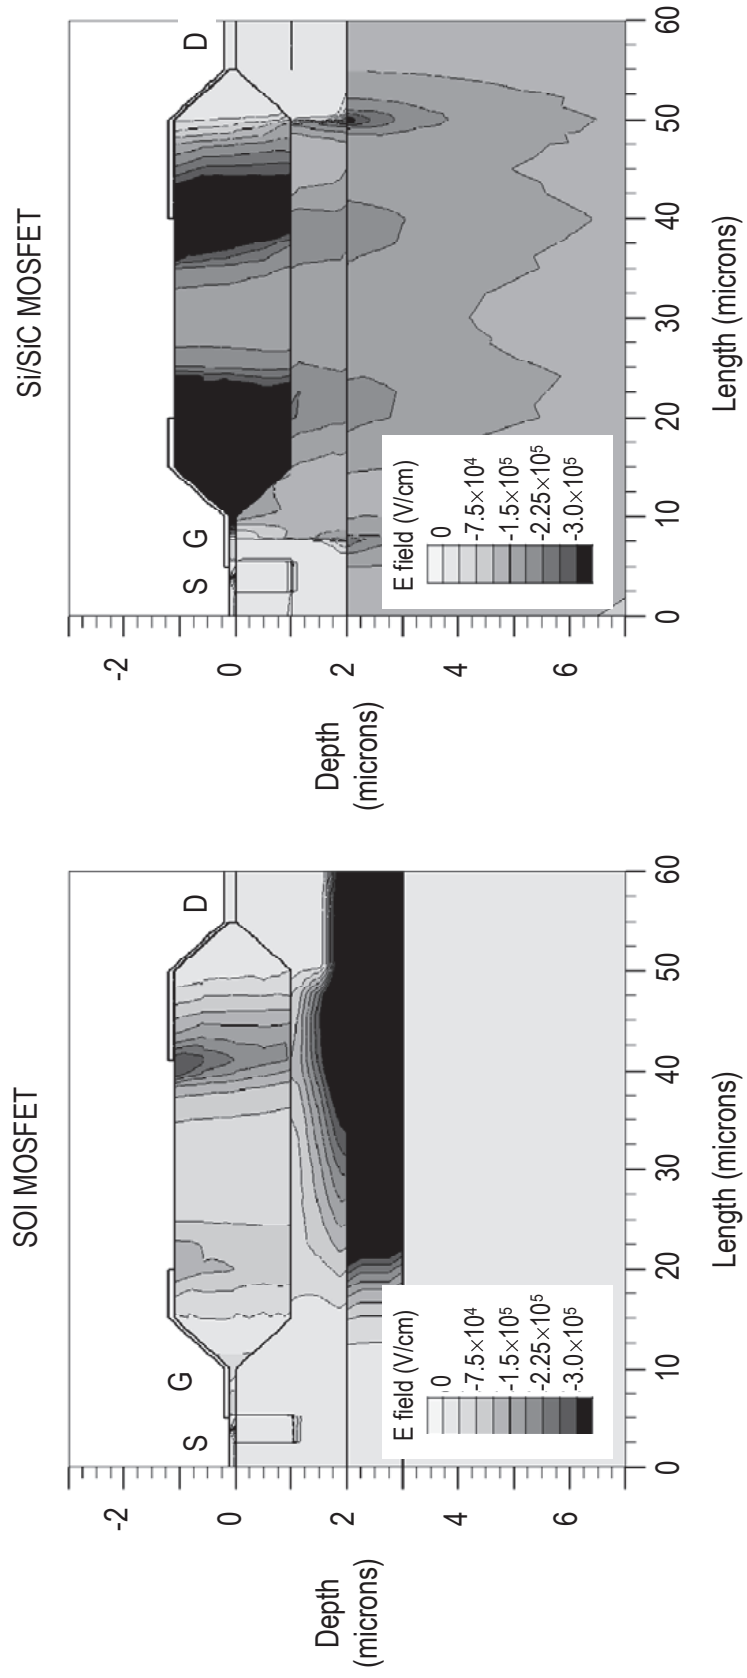 SOI MOSFET
Depth
(microns)
-2
0
2
4
6
S
G
D
E field (V/cm)
0
-7.5×10⁴
-1.5×10⁵
-2.25×10⁵
-3.0×10⁵
0 10 20 30 40 50 60
Length (microns)
Si/SiC MOSFET
Depth
(microns)
-2
0
2
4
6
S
G
D
E field (V/cm)
0
-7.5×10⁴
-1.5×10⁵
-2.25×10⁵
-3.0×10⁵
0 10 20 30 40 50 60
Length (microns)